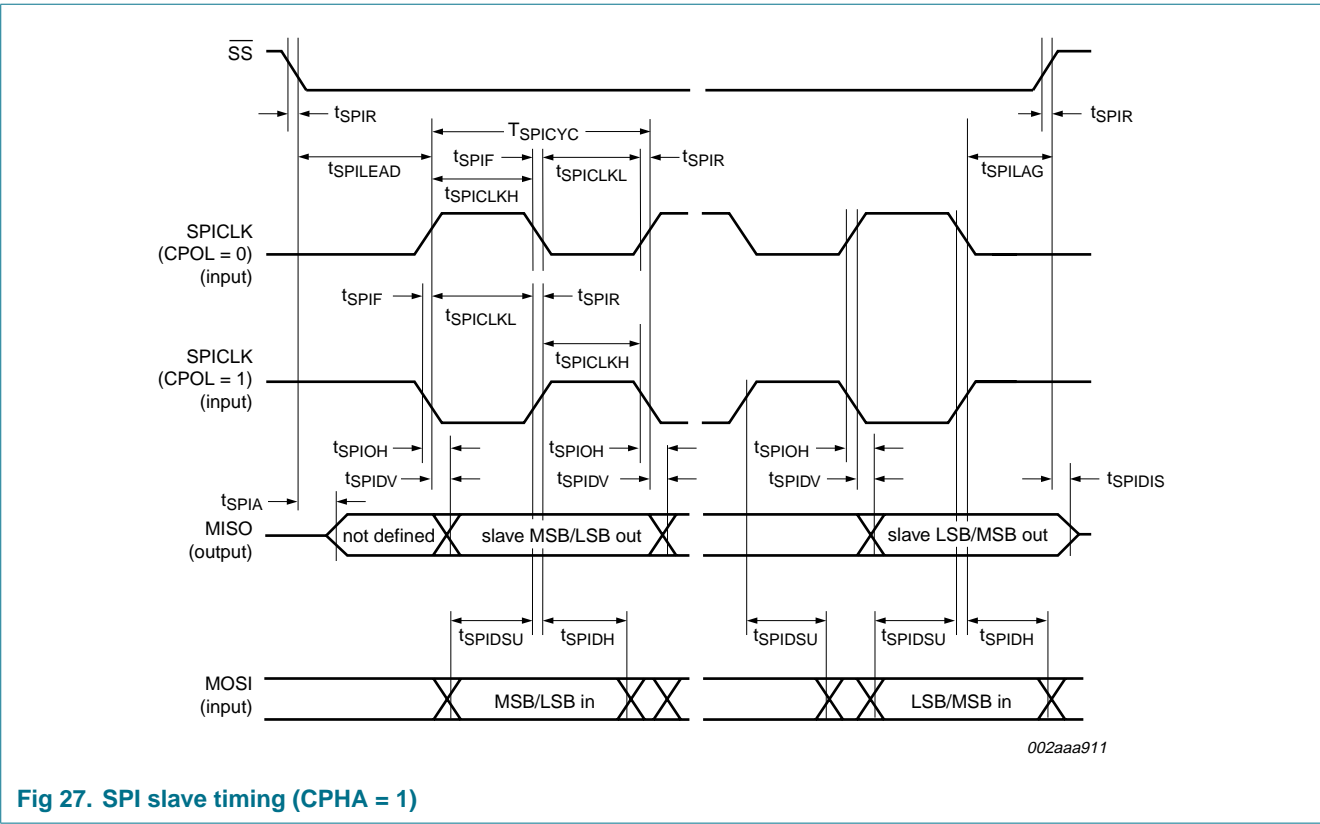 SS
tSPIR
tSPIR
TSPICYC
tSPIF
tSPIR
tSPILEAD
tSPICLKL
tSPILAG
tSPICLKH
SPICLK
(CPOL = 0)
(input)
tSPIF
tSPIR
tSPICLKL
tSPICLKH
SPICLK
(CPOL = 1)
(input)
tSPIOH
tSPIOH
tSPIOH
tSPIDV
tSPIDV
tSPIDV
tSPIDIS
tSPIA
MISO
(output)
not defined
slave MSB/LSB out
slave LSB/MSB out
tSPIDSU
tSPIDH
tSPIDSU
tSPIDSU
tSPIDH
MOSI
(input)
MSB/LSB in
LSB/MSB in
002aaa911
Fig 27. SPI slave timing (CPHA = 1)